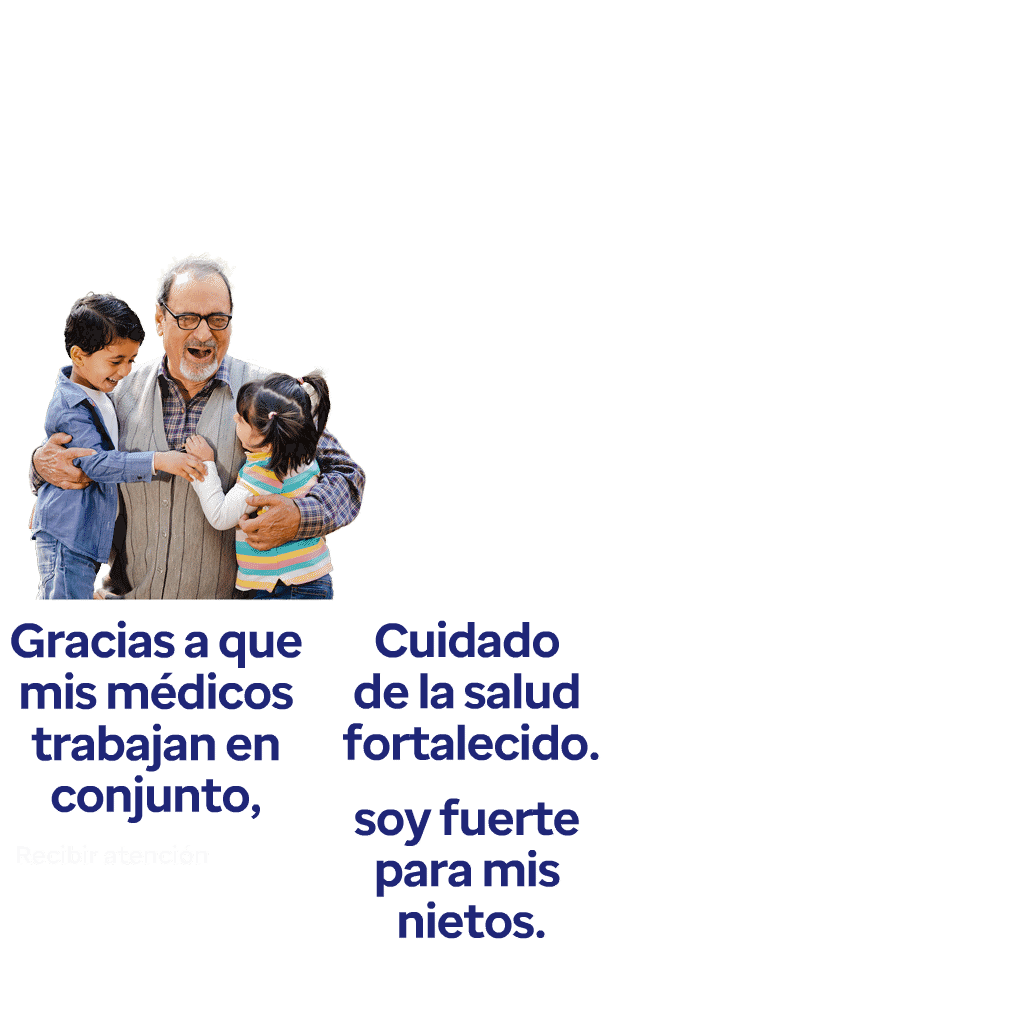 Gracias a que
mis médicos
trabajan en
conjunto,
Recibir atención
Cuidado
de la salud
fortalecido.
soy fuerte
para mis
nietos.